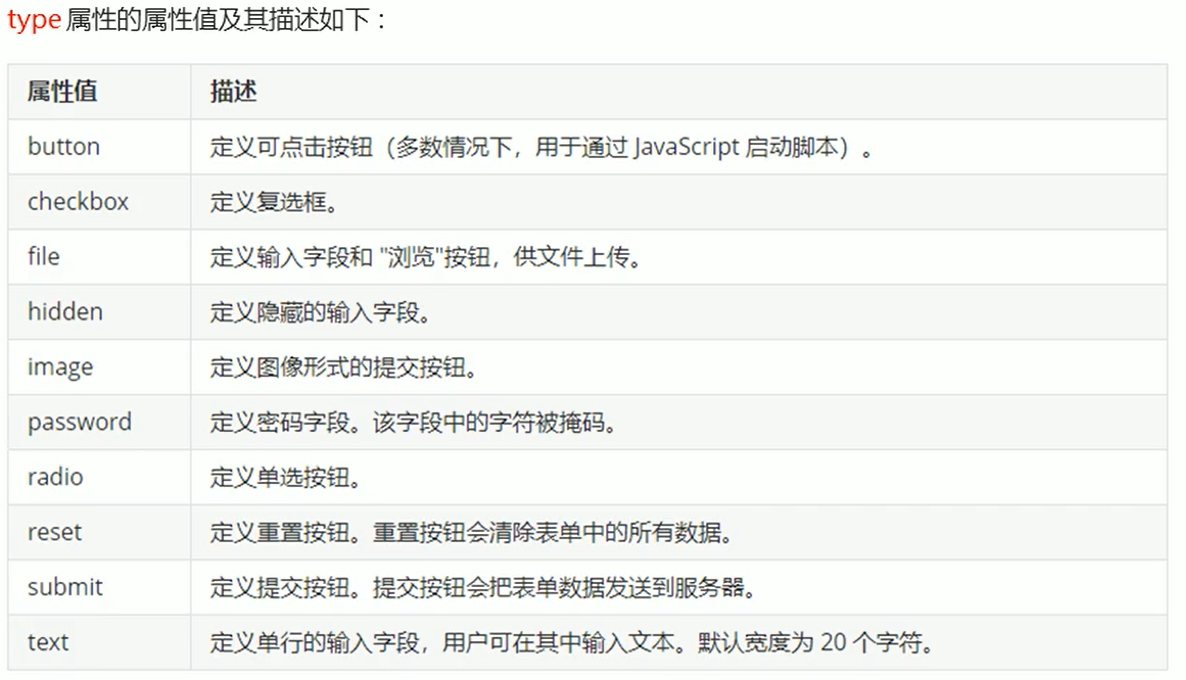 type 属性的属性值及其描述如下：
属性值 描述
button 定义可点击按钮（多数情况下，用于通过 JavaScript 启动脚本）。
checkbox 定义复选框。
file 定义输入字段和 "浏览"按钮，供文件上传。
hidden 定义隐藏的输入字段。
image 定义图像形式的提交按钮。
password 定义密码字段。该字段中的字符被掩码。
radio 定义单选按钮。
reset 定义重置按钮。重置按钮会清除表单中的所有数据。
submit 定义提交按钮。提交按钮会把表单数据发送到服务器。
text 定义单行的输入字段，用户可在其中输入文本。默认宽度为 20 个字符。